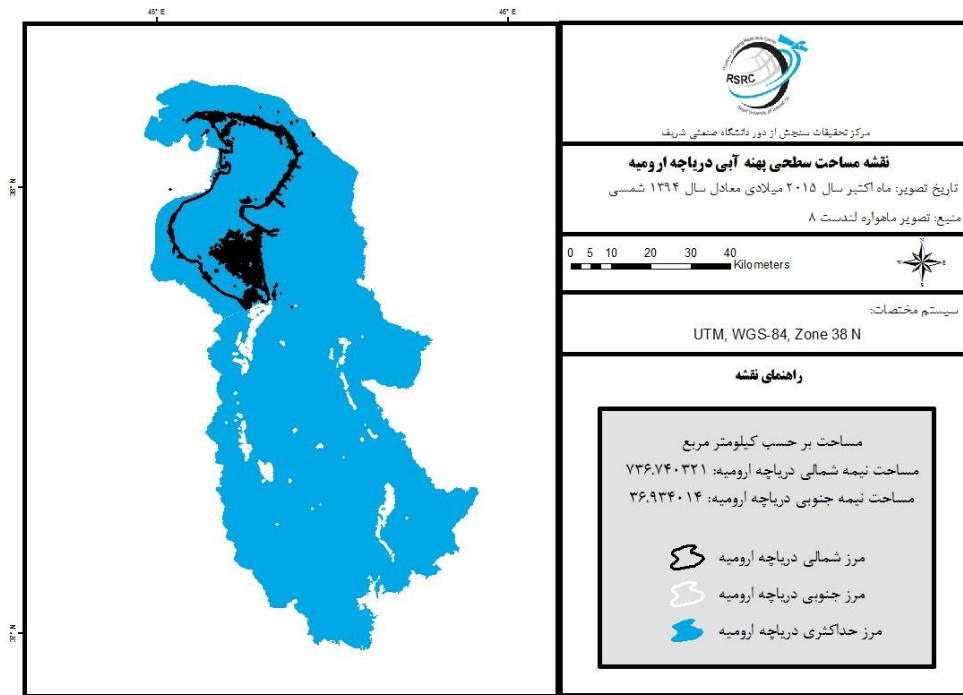 45° E
46° E
38° N
37° N
RSRC
مرکز تحقیقات سنجش از دور دانشگاه صنعتی شریف
نقشه مساحت سطحی پهنه آبی دریاچه ارومیه
تاریخ تصویر: ماه اکتبر سال ۲۰۱۵ میلادی معادل سال ۱۳۹۴ شمسی
منبع: تصویر ماهواره لندست ۸
0 5 10 20 30 40
Kilometers
سیستم مختصات:
UTM, WGS-84, Zone 38 N
راهنمای نقشه
مساحت بر حسب کیلومتر مربع
مساحت نیمه شمالی دریاچه ارومیه: ۷۳۶.۷۴۰۳۲۱
مساحت نیمه جنوبی دریاچه ارومیه: ۳۶.۹۳۴۰۱۴
مرز شمالی دریاچه ارومیه
مرز جنوبی دریاچه ارومیه
مرز حداکثری دریاچه ارومیه